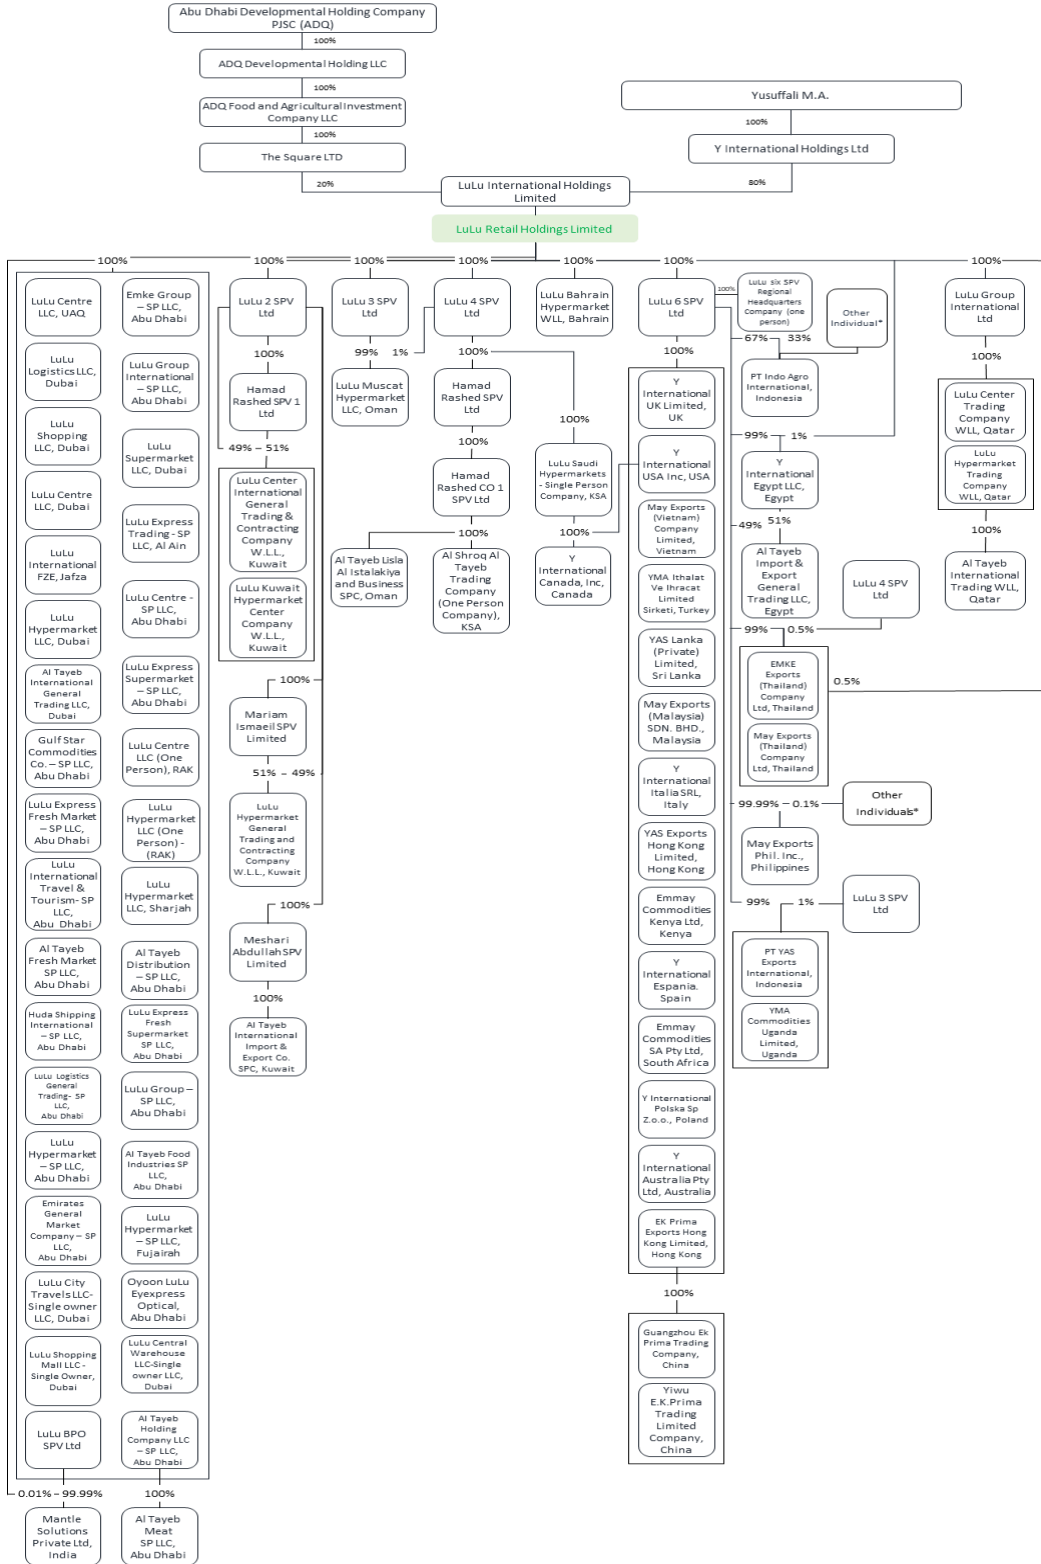 Abu Dhabi Developmental Holding Company
PJSC (ADQ)
100%
ADQ Developmental Holding LLC
100%
ADQ Food and Agricultural Investment
Company LLC
100%
The Square LTD
20%
Yusuffali M.A.
100%
Y International Holdings Ltd
80%
LuLu International Holdings
Limited
LuLu Retail Holdings Limited
100%
100%
100%
100%
100%
100%
100%
LuLu Centre
LLC, UAQ
LuLu
Logistics LLC,
Dubai
LuLu
Shopping
LLC, Dubai
LuLu Centre
LLC, Dubai
LuLu
International
FZE, Jafza
LuLu
Hypermarket
LLC, Dubai
Al Tayeb
International
General
Trading LLC,
Dubai
Gulf Star
Commodities
Co. – SP LLC,
Abu Dhabi
LuLu Express
Fresh Market
– SP LLC,
Abu Dhabi
LuLu
International
Travel &
Tourism- SP
LLC,
Abu Dhabi
Al Tayeb
Fresh Market
SP LLC,
Abu Dhabi
Huda Shipping
International
– SP LLC,
Abu Dhabi
LuLu Logistics
General
Trading- SP
LLC,
Abu Dhabi
LuLu
Hypermarket
– SP LLC,
Abu Dhabi
Emirates
General
Market
Company – SP
LLC,
Abu Dhabi
LuLu City
Travels LLC-
Single owner
LLC, Dubai
LuLu Shopping
Mall LLC -
Single Owner,
Dubai
LuLu BPO
SPV Ltd
0.01% – 99.99%
Mantle
Solutions
Private Ltd,
India
Emke Group
– SP LLC,
Abu Dhabi
LuLu Group
International
– SP LLC,
Abu Dhabi
LuLu
Supermarket
LLC, Dubai
LuLu Express
Trading - SP
LLC, Al Ain
LuLu Centre -
SP LLC,
Abu Dhabi
LuLu Express
Supermarket
– SP LLC,
Abu Dhabi
LuLu Centre
LLC (One
Person), RAK
LuLu
Hypermarket
LLC (One
Person) -
(RAK)
LuLu
Hypermarket
LLC, Sharjah
Al Tayeb
Distribution
– SP LLC,
Abu Dhabi
LuLu Express
Fresh
Supermarket
SP LLC,
Abu Dhabi
LuLu Group –
SP LLC,
Abu Dhabi
Al Tayeb Food
Industries SP
LLC,
Abu Dhabi
LuLu
Hypermarket
– SP LLC,
Fujairah
Oyoon LuLu
Eyexpress
Optical,
Abu Dhabi
LuLu Central
Warehouse
LLC-Single
owner LLC,
Dubai
Al Tayeb
Holding
Company LLC
– SP LLC,
Abu Dhabi
100%
Al Tayeb
Meat
SP LLC,
Abu Dhabi
LuLu 2 SPV
Ltd
100%
Hamad
Rashed SPV 1
Ltd
49% – 51%
LuLu Center
International
General
Trading &
Contracting
Company
W.L.L.,
Kuwait
LuLu Kuwait
Hypermarket
Center
Company
W.L.L.,
Kuwait
100%
Mariam
Ismaeil SPV
Limited
51% – 49%
LuLu
Hypermarket
General
Trading and
Contracting
Company
W.L.L., Kuwait
100%
Meshari
Abdullah SPV
Limited
100%
Al Tayeb
International
Import &
Export Co.
SPC, Kuwait
LuLu 3 SPV
Ltd
99% 1%
LuLu Muscat
Hypermarket
LLC, Oman
LuLu 4 SPV
Ltd
100%
Hamad
Rashed SPV
Ltd
100%
Hamad
Rashed CO 1
SPV Ltd
100%
Al Tayeb Lisla
Al Istalakiya
and Business
SPC, Oman
Al Shroq Al
Tayeb
Trading
Company
(One Person
Company),
KSA
LuLu Bahrain
Hypermarket
WLL, Bahrain
100%
LuLu Saudi
Hypermarkets
- Single Person
Company, KSA
100%
Y
International
Canada, Inc,
Canada
LuLu 6 SPV
Ltd
100%
Y
International
UK Limited,
UK
Y
International
USA Inc, USA
May Exports
(Vietnam)
Company
Limited,
Vietnam
YMA Ithalat
Ve Ihracat
Limited
Sirketi, Turkey
YAS Lanka
(Private)
Limited,
Sri Lanka
May Exports
(Malaysia)
SDN. BHD.,
Malaysia
Y
International
Italia SRL,
Italy
YAS Exports
Hong Kong
Limited,
Hong Kong
Emmay
Commodities
Kenya Ltd,
Kenya
Y
International
Espania.
Spain
Emmay
Commodities
SA Pty Ltd,
South Africa
Y International
Polska Sp
Z.o.o., Poland
Y
International
Australia Pty
Ltd, Australia
EK Prima
Exports Hong
Kong Limited,
Hong Kong
100%
Guangzhou Ek
Prima Trading
Company,
China
Yiwu
E.K.Prima
Trading
Limited
Company,
China
100%
LuLu six SPV
Regional
Headquarters
Company (one
person)
Other
Individual*
67% 33%
PT Indo Agro
International,
Indonesia
99% 1%
Y
International
Egypt LLC,
Egypt
49% 51%
Al Tayeb
Import &
Export
General
Trading LLC,
Egypt
LuLu 4 SPV
Ltd
99% 0.5%
EMKE
Exports
(Thailand)
Company
Ltd, Thailand
May Exports
(Thailand)
Company
Ltd, Thailand
0.5%
99.99% – 0.1%
Other
Individuals*
May Exports
Phil. Inc.,
Philippines
99% 1%
LuLu 3 SPV
Ltd
PT YAS
Exports
International,
Indonesia
YMA
Commodities
Uganda
Limited,
Uganda
LuLu Group
International
Ltd
100%
LuLu Center
Trading
Company
WLL, Qatar
LuLu
Hypermarket
Trading
Company
WLL, Qatar
100%
Al Tayeb
International
Trading WLL,
Qatar